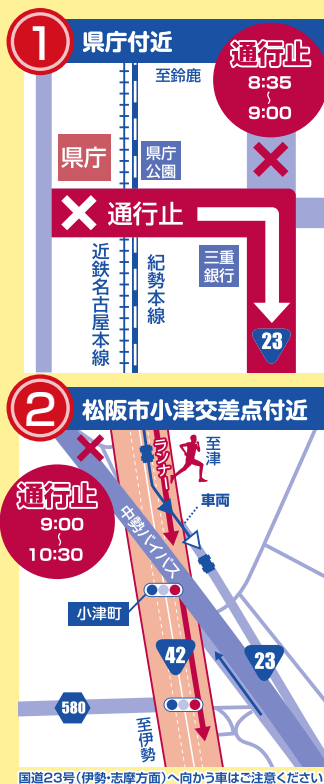 1 県庁付近
通行止
8:35
〜
9:00
至鈴鹿
県庁
県庁
公園
通行止
近鉄名古屋本線
紀勢本線
三重
銀行
23
2 松阪市小津交差点付近
通行止
9:00
〜
10:30
ランナー
至津
車両
中勢バイパス
小津町
42
23
580
至伊勢
国道23号(伊勢・志摩方面)へ向かう車はご注意ください